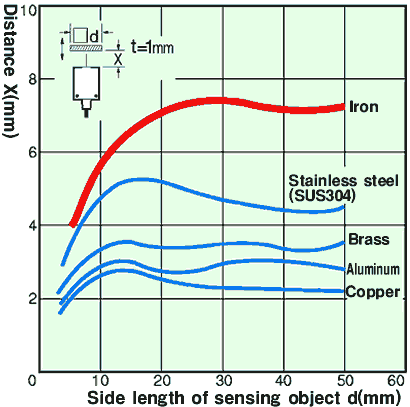 Distance X(mm)
10
8
6
4
2
0
d
t=1mm
X
Iron
Stainless steel
(SUS304)
Brass
Aluminum
Copper
10 20 30 40 50 60
Side length of sensing object d(mm)